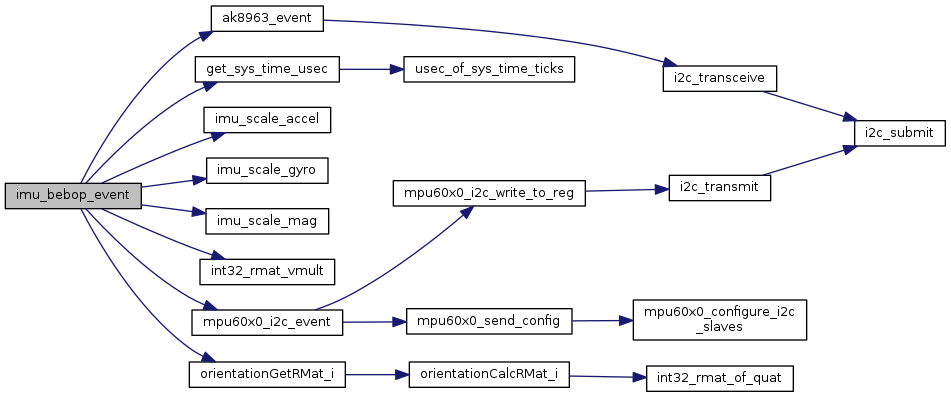 ak8963_event
get_sys_time_usec
usec_of_sys_time_ticks
i2c_transceive
imu_scale_accel
i2c_submit
imu_scale_gyro
imu_bebop_event
mpu60x0_i2c_write_to_reg
i2c_transmit
imu_scale_mag
int32_rmat_vmult
mpu60x0_i2c_event
mpu60x0_send_config
mpu60x0_configure_i2c
_slaves
orientationGetRMat_i
orientationCalcRMat_i
int32_rmat_of_quat